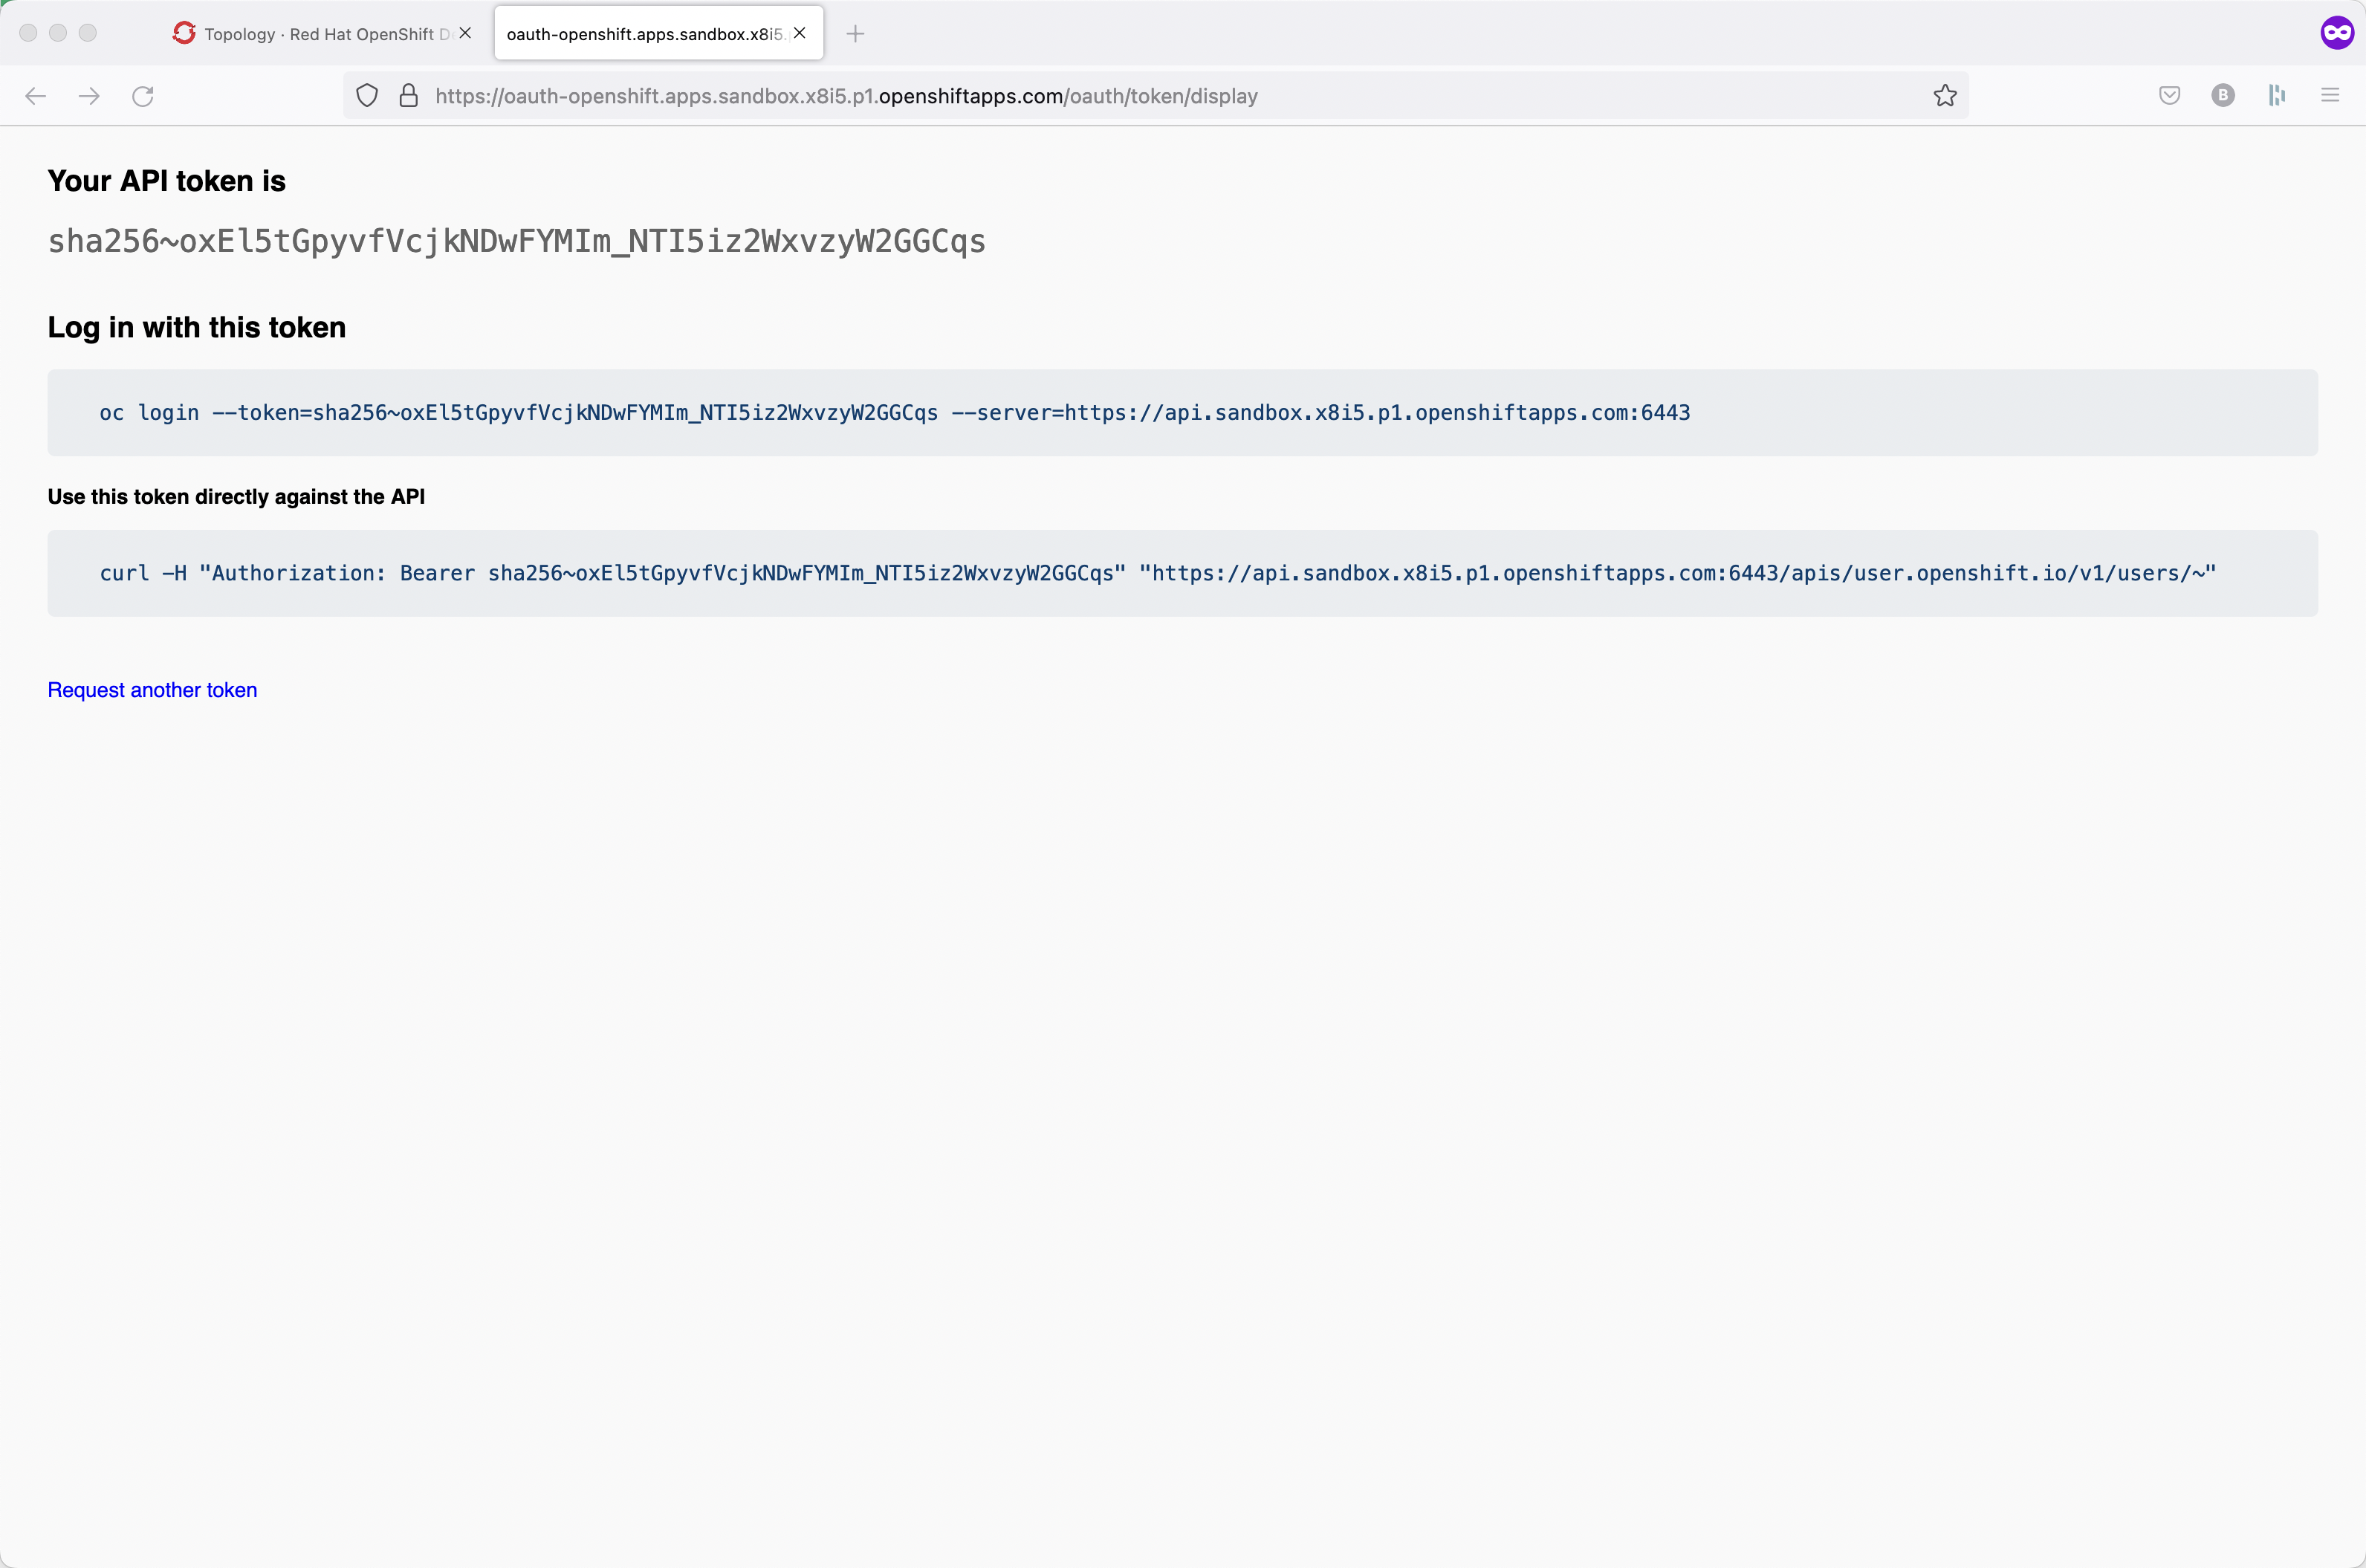 Topology · Red Hat OpenShift D
oauth-openshift.apps.sandbox.x8i5.
https://oauth-openshift.apps.sandbox.x8i5.p1.openshiftapps.com/oauth/token/display
B
Your API token is
sha256~oxEl5tGpyvfVcjkNDwFYMIm_NTI5iz2WxvzyW2GGCqs
Log in with this token
oc login --token=sha256~oxEl5tGpyvfVcjkNDwFYMIm_NTI5iz2WxvzyW2GGCqs --server=https://api.sandbox.x8i5.p1.openshiftapps.com:6443
Use this token directly against the API
curl -H "Authorization: Bearer sha256~oxEl5tGpyvfVcjkNDwFYMIm_NTI5iz2WxvzyW2GGCqs" "https://api.sandbox.x8i5.p1.openshiftapps.com:6443/apis/user.openshift.io/v1/users/~"
Request another token